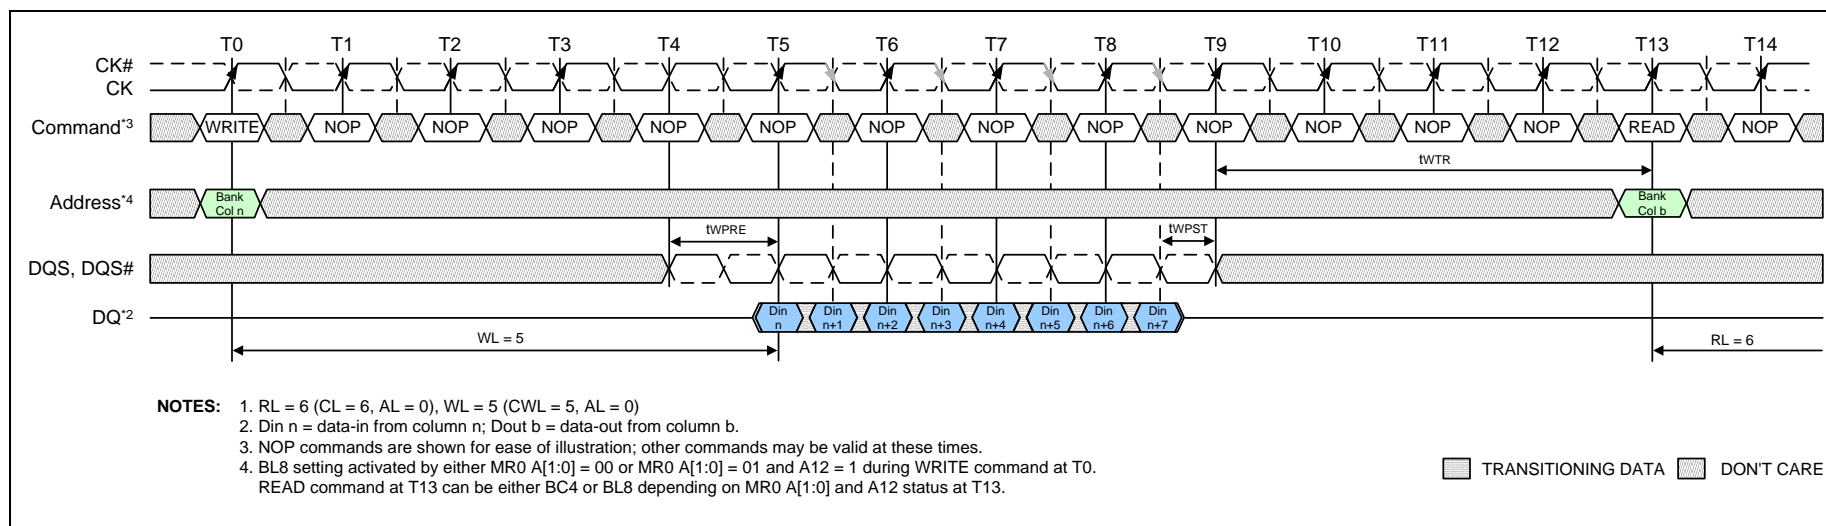 T0 T1 T2 T3 T4 T5 T6 T7 T8 T9 T10 T11 T12 T13 T14
CK#
CK
Command*3 WRITE NOP NOP NOP NOP NOP NOP NOP NOP NOP NOP NOP NOP READ NOP
tWTR
Address*4 Bank Col n Bank Col b
tWPRE tWPST
DQS, DQS#
DQ*2 Din n Din n+1 Din n+2 Din n+3 Din n+4 Din n+5 Din n+6 Din n+7
WL = 5 RL = 6
NOTES: 1. RL = 6 (CL = 6, AL = 0), WL = 5 (CWL = 5, AL = 0)
2. Din n = data-in from column n; Dout b = data-out from column b.
3. NOP commands are shown for ease of illustration; other commands may be valid at these times.
4. BL8 setting activated by either MR0 A[1:0] = 00 or MR0 A[1:0] = 01 and A12 = 1 during WRITE command at T0.
READ command at T13 can be either BC4 or BL8 depending on MR0 A[1:0] and A12 status at T13.
TRANSITIONING DATA DON'T CARE